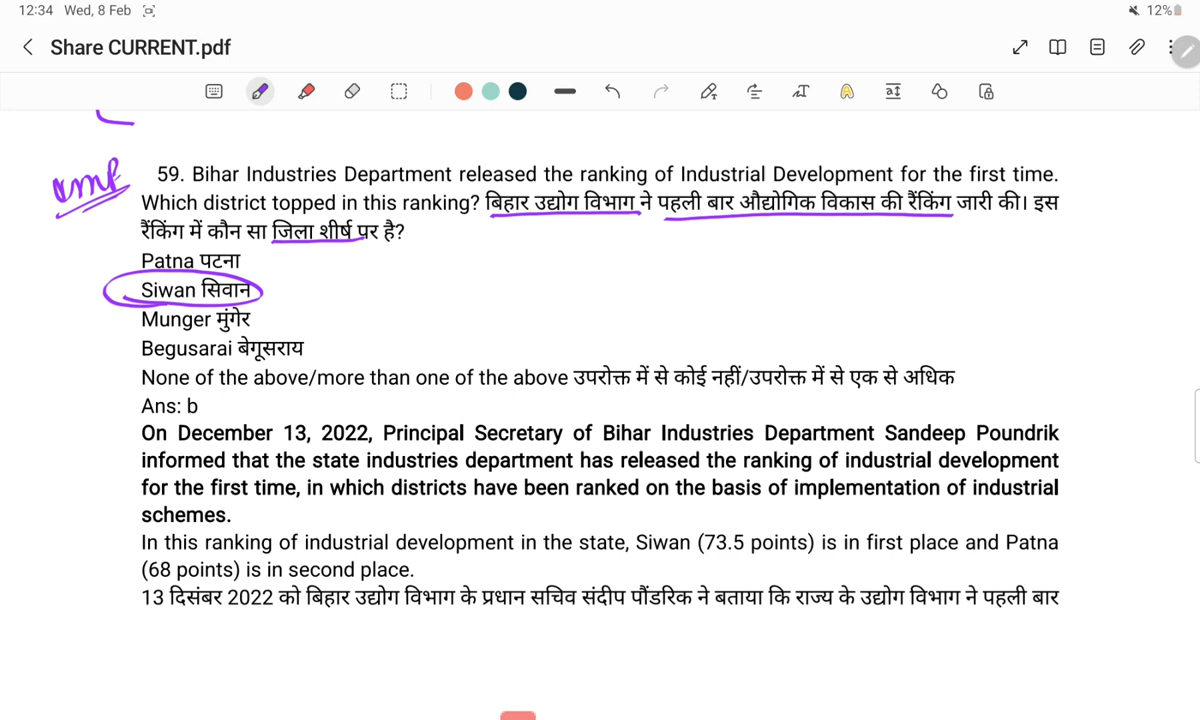 12:34 Wed, 8 Feb
12%
Share CURRENT.pdf
59. Bihar Industries Department released the ranking of Industrial Development for the first time.
Which district topped in this ranking? बिहार उद्योग विभाग ने पहली बार औद्योगिक विकास की रैंकिंग जारी की। इस
रैंकिंग में कौन सा जिला शीर्ष पर है?
Patna पटना
Siwan सिवान
Munger मुंगेर
Begusarai बेगूसराय
None of the above/more than one of the above उपरोक्त में से कोई नहीं/उपरोक्त में से एक से अधिक
Ans: b
On December 13, 2022, Principal Secretary of Bihar Industries Department Sandeep Poundrik
informed that the state industries department has released the ranking of industrial development
for the first time, in which districts have been ranked on the basis of implementation of industrial
schemes.
In this ranking of industrial development in the state, Siwan (73.5 points) is in first place and Patna
(68 points) is in second place.
13 दिसंबर 2022 को बिहार उद्योग विभाग के प्रधान सचिव संदीप पौंडरिक ने बताया कि राज्य के उद्योग विभाग ने पहली बार